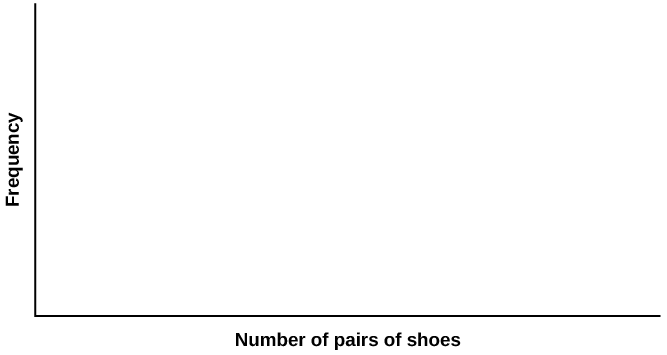 Frequency
Number of pairs of shoes